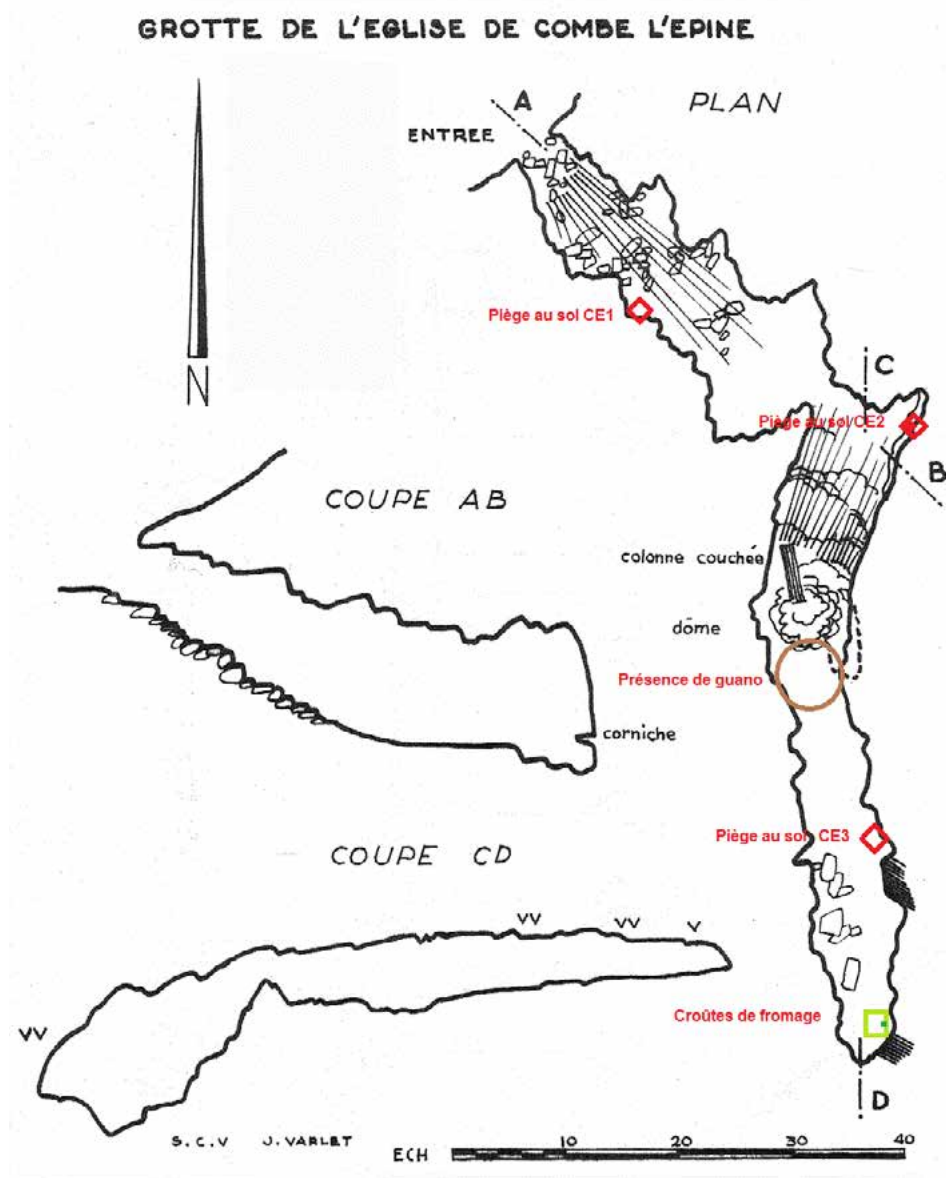 GROTTE DE L'EGLISE DE COMBE L'EPINE
PLAN
A
ENTREE
Piège au sol CE1
N
C
Piège au sol CE2
B
COUPE AB
colonne couchée
dôme
Présence de guano
corniche
Piège au sol CE3
COUPE CD
VV VV V
VV
Croûtes de fromage
D
S.C.V J.VARLET
ECH 10 20 30 40